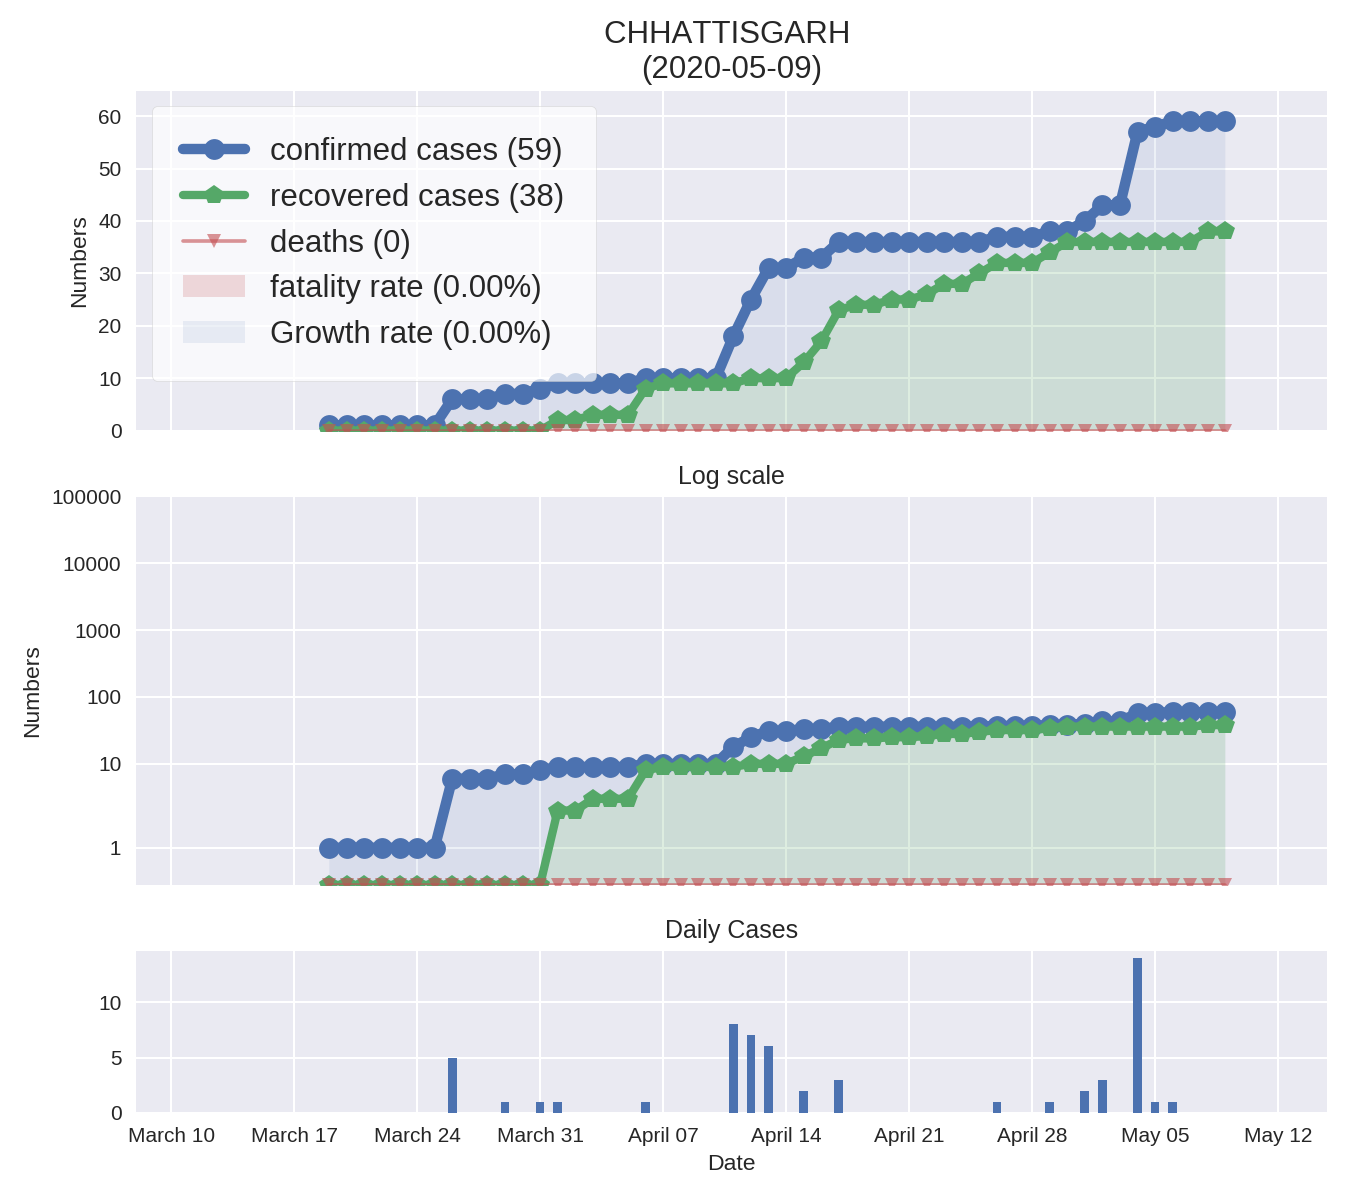 CHHATTISGARH
(2020-05-09)
60
50
40
30
20
10
0
Numbers
confirmed cases (59)
recovered cases (38)
deaths (0)
fatality rate (0.00%)
Growth rate (0.00%)
Log scale
100000
10000
1000
100
10
1
Numbers
Daily Cases
10
5
0
March 10 March 17 March 24 March 31 April 07 April 14 April 21 April 28 May 05 May 12
Date